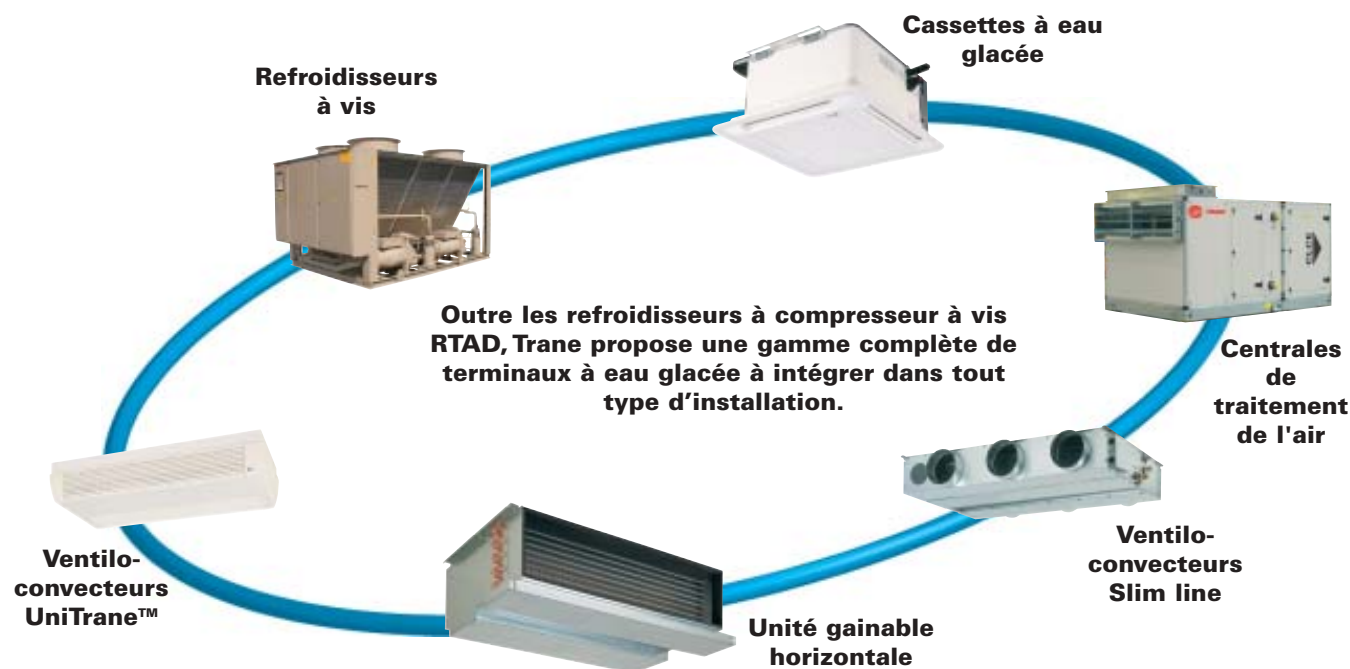 Cassettes à eau
glacée
Refroidisseurs
à vis
Outre les refroidisseurs à compresseur à vis
RTAD, Trane propose une gamme complète de
terminaux à eau glacée à intégrer dans tout
type d'installation.
Centrales
de
traitement
de l'air
Ventilo-
convecteurs
Slim line
Ventilo-
convecteurs
UniTrane™
Unité gainable
horizontale